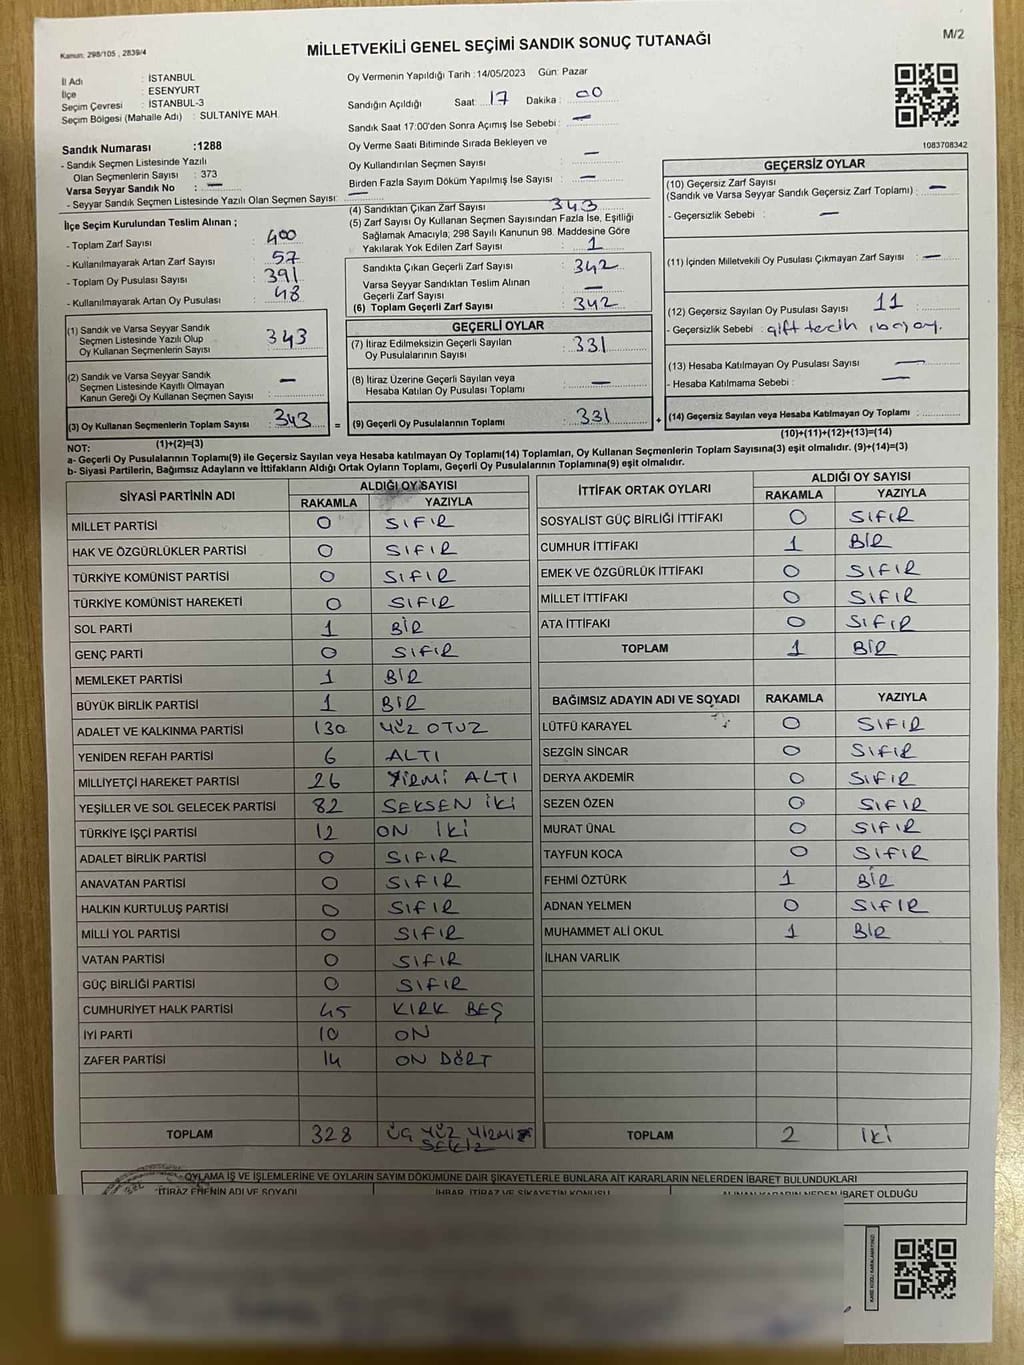 Kanun: 298/105 , 2839/4
MİLLETVEKİLİ GENEL SEÇİMİ SANDIK SONUÇ TUTANAĞI
M/2
İl Adı : İSTANBUL
İlçe : ESENYURT
Seçim Çevresi : İSTANBUL-3
Seçim Bölgesi (Mahalle Adı) : SULTANİYE MAH.
Sandık Numarası :1288
- Sandık Seçmen Listesinde Yazılı
Olan Seçmenlerin Sayısı : 373
Varsa Seyyar Sandık No : —
- Seyyar Sandık Seçmen Listesinde Yazılı Olan Seçmen Sayısı: —
Oy Vermenin Yapıldığı Tarih :14/05/2023 Gün: Pazar
Sandığın Açıldığı Saat: 17 Dakika : 00
Sandık Saat 17:00'den Sonra Açımış İse Sebebi : —
Oy Verme Saati Bitiminde Sırada Bekleyen ve
Oy Kullandırılan Seçmen Sayısı : —
Birden Fazla Sayım Döküm Yapılmış İse Sayısı : —
1083708342
İlçe Seçim Kurulundan Teslim Alınan ;
- Toplam Zarf Sayısı : 400
- Kullanılmayarak Artan Zarf Sayısı : 57
- Toplam Oy Pusulası Sayısı : 391
- Kullanılmayarak Artan Oy Pusulası : 48
(1) Sandık ve Varsa Seyyar Sandık
Seçmen Listesinde Yazılı Olup
Oy Kullanan Seçmenlerin Sayısı : 343
(2) Sandık ve Varsa Seyyar Sandık
Seçmen Listesinde Kayıtlı Olmayan
Kanun Gereği Oy Kullanan Seçmen Sayısı : —
(3) Oy Kullanan Seçmenlerin Toplam Sayısı : 343
(1)+(2)=(3)
(4) Sandıktan Çıkan Zarf Sayısı : 343
(5) Zarf Sayısı Oy Kullanan Seçmen Sayısından Fazla İse, Eşitliği
Sağlamak Amacıyla; 298 Sayılı Kanunun 98. Maddesine Göre
Yakılarak Yok Edilen Zarf Sayısı : 1
Sandıkta Çıkan Geçerli Zarf Sayısı : 342
Varsa Seyyar Sandıktan Teslim Alınan
Geçerli Zarf Sayısı : —
(6) Toplam Geçerli Zarf Sayısı : 342
GEÇERLİ OYLAR
(7) İtiraz Edilmeksizin Geçerli Sayılan
Oy Pusulalarının Sayısı : 331
(8) İtiraz Üzerine Geçerli Sayılan veya
Hesaba Katılan Oy Pusulası Toplamı : —
= (9) Geçerli Oy Pusulalarının Toplamı : 331 +
GEÇERSİZ OYLAR
(10) Geçersiz Zarf Sayısı
(Sandık ve Varsa Seyyar Sandık Geçersiz Zarf Toplamı) : —
- Geçersizlik Sebebi : —
(11) İçinden Milletvekili Oy Pusulası Çıkmayan Zarf Sayısı : —
(12) Geçersiz Sayılan Oy Pusulası Sayısı : 11
- Geçersizlik Sebebi : çift tercih
(13) Hesaba Katılmayan Oy Pusulası Sayısı : —
- Hesaba Katılmama Sebebi : —
(14) Geçersiz Sayılan veya Hesaba Katılmayan Oy Toplamı :
(10)+(11)+(12)+(13)=(14)
NOT:
a- Geçerli Oy Pusulalarının Toplamı(9) ile Geçersiz Sayılan veya Hesaba katılmayan Oy Toplamı(14) Toplamları, Oy Kullanan Seçmenlerin Toplam Sayısına(3) eşit olmalıdır. (9)+(14)=(3)
b- Siyasi Partilerin, Bağımsız Adayların ve İttifakların Aldığı Ortak Oyların Toplamı, Geçerli Oy Pusulalarının Toplamına(9) eşit olmalıdır.
SİYASİ PARTİNİN ADI ALDIĞI OY SAYISI
RAKAMLA YAZIYLA
MİLLET PARTİSİ 0 SIFIR
HAK VE ÖZGÜRLÜKLER PARTİSİ 0 SIFIR
TÜRKİYE KOMÜNİST PARTİSİ 0 SIFIR
TÜRKİYE KOMÜNİST HAREKETİ 0 SIFIR
SOL PARTİ 1 BİR
GENÇ PARTİ 0 SIFIR
MEMLEKET PARTİSİ 1 BİR
BÜYÜK BİRLİK PARTİSİ 1 BİR
ADALET VE KALKINMA PARTİSİ 130 YÜZ OTUZ
YENİDEN REFAH PARTİSİ 6 ALTI
MİLLİYETÇİ HAREKET PARTİSİ 26 YİRMİ ALTI
YEŞİLLER VE SOL GELECEK PARTİSİ 82 SEKSEN İKİ
TÜRKİYE İŞÇİ PARTİSİ 12 ON İKİ
ADALET BİRLİK PARTİSİ 0 SIFIR
ANAVATAN PARTİSİ 0 SIFIR
HALKIN KURTULUŞ PARTİSİ 0 SIFIR
MİLLİ YOL PARTİSİ 0 SIFIR
VATAN PARTİSİ 0 SIFIR
GÜÇ BİRLİĞİ PARTİSİ 0 SIFIR
CUMHURİYET HALK PARTİSİ 45 KIRK BEŞ
İYİ PARTİ 10 ON
ZAFER PARTİSİ 14 ON DÖRT
TOPLAM 328 ÜÇ YÜZ YİRMİ
SEKİZ
İTTİFAK ORTAK OYLARI ALDIĞI OY SAYISI
RAKAMLA YAZIYLA
SOSYALİST GÜÇ BİRLİĞİ İTTİFAKI 0 SIFIR
CUMHUR İTTİFAKI 1 BİR
EMEK VE ÖZGÜRLÜK İTTİFAKI 0 SIFIR
MİLLET İTTİFAKI 0 SIFIR
ATA İTTİFAKI 0 SIFIR
TOPLAM 1 BİR
BAĞIMSIZ ADAYIN ADI VE SOYADI RAKAMLA YAZIYLA
LÜTFÜ KARAYEL 0 SIFIR
SEZGİN SİNCAR 0 SIFIR
DERYA AKDEMİR 0 SIFIR
SEZEN ÖZEN 0 SIFIR
MURAT ÜNAL 0 SIFIR
TAYFUN KOCA 0 SIFIR
FEHMİ ÖZTÜRK 1 BİR
ADNAN YELMEN 0 SIFIR
MUHAMMET ALİ OKUL 1 BİR
İLHAN VARLIK
TOPLAM 2 İKİ
OYLAMA İŞ VE İŞLEMLERİNE VE OYLARIN SAYIM DÖKÜMÜNE DAİR ŞİKAYETLERLE BUNLARA AİT KARARLARIN NELERDEN İBARET BULUNDUKLARI
İTİRAZ EDENİN ADI VE SOYADI İHBAR, İTİRAZ VE ŞİKAYETİN KONUSU ALINAN KARARIN NEDEN İBARET OLDUĞU
KARE KODU KARALAMAYINIZ!